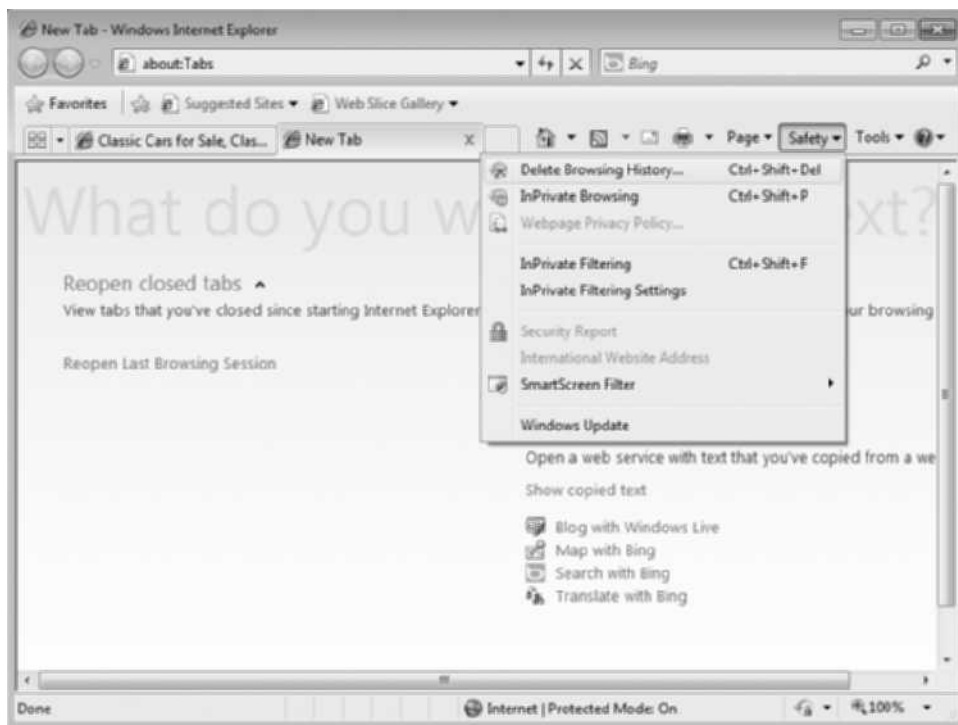 New Tab - Windows Internet Explorer
about:Tabs
Bing
Favorites Suggested Sites Web Slice Gallery
Classic Cars for Sale, Clas... New Tab X Page Safety Tools
Delete Browsing History... Ctrl+Shift+Del
InPrivate Browsing Ctrl+Shift+P
Webpage Privacy Policy...
InPrivate Filtering Ctrl+Shift+F
InPrivate Filtering Settings
Security Report
International Website Address
SmartScreen Filter
Windows Update
What do you w xt?
Reopen closed tabs
View tabs that you've closed since starting Internet Explorer ur browsing
Reopen Last Browsing Session
Open a web service with text that you've copied from a we
Show copied text
Blog with Windows Live
Map with Bing
Search with Bing
Translate with Bing
Done Internet | Protected Mode: On 100%